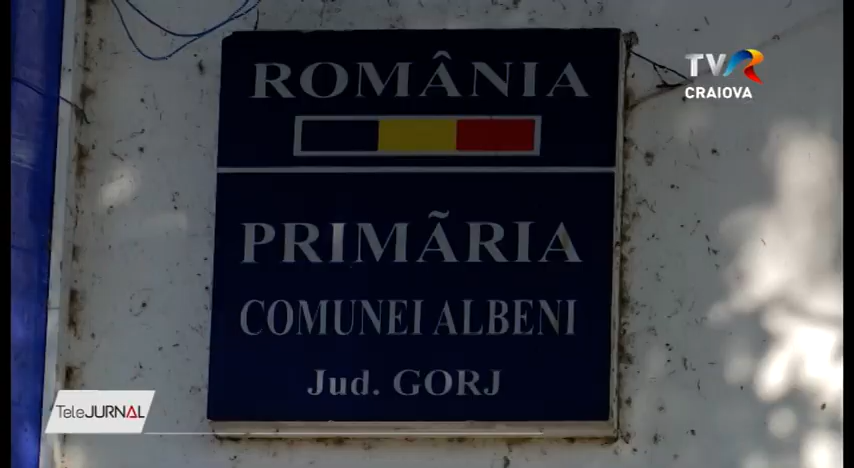 ROMÂNIA
TVR
CRAIOVA
PRIMÃRIA
COMUNEI ALBENI
Jud. GORJ
TeleJURNAL